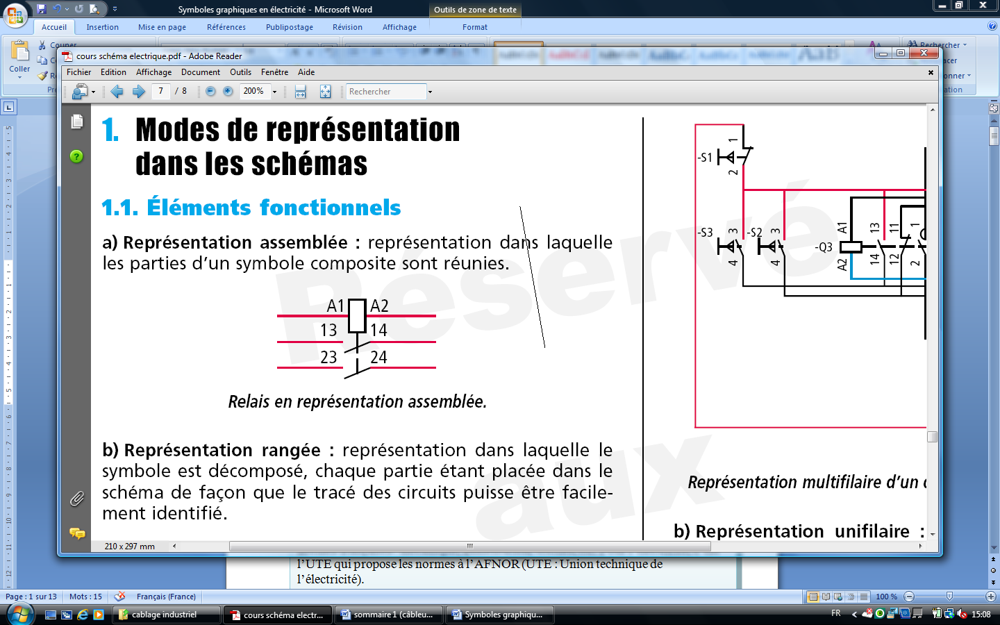 Symboles graphiques en électricité - Microsoft Word
Outils de zone de texte
Accueil
Insertion
Mise en page
Références
Publipostage
Révision
Affichage
Format
Coller
Couper
Rechercher
cours schéma electrique.pdf - Adobe Reader
Fichier Edition Affichage Document Outils Fenêtre Aide
7 / 8
200%
Rechercher
1. Modes de représentation
dans les schémas
1.1. Éléments fonctionnels
a) Représentation assemblée : représentation dans laquelle
les parties d'un symbole composite sont réunies.
A1 A2
13 14
23 24
Relais en représentation assemblée.
b) Représentation rangée : représentation dans laquelle le
symbole est décomposé, chaque partie étant placée dans le
schéma de façon que le tracé des circuits puisse être facile-
ment identifié.
-S1
1
2
-S3
3
4
-S2
3
4
-Q3
A1
A2
13
14
11
12
1
2
Représentation multifilaire d'un
b) Représentation unifilaire :
Réservé
aux
210 x 297 mm
l'UTE qui propose les normes à l'AFNOR (UTE : Union technique de
l'électricité).
Page : 1 sur 13
Mots : 15
Français (France)
100 %
cablage industriel
cours schéma electr...
sommaire 1 (câbleu...
Symboles graphiqu...
FR
15:08